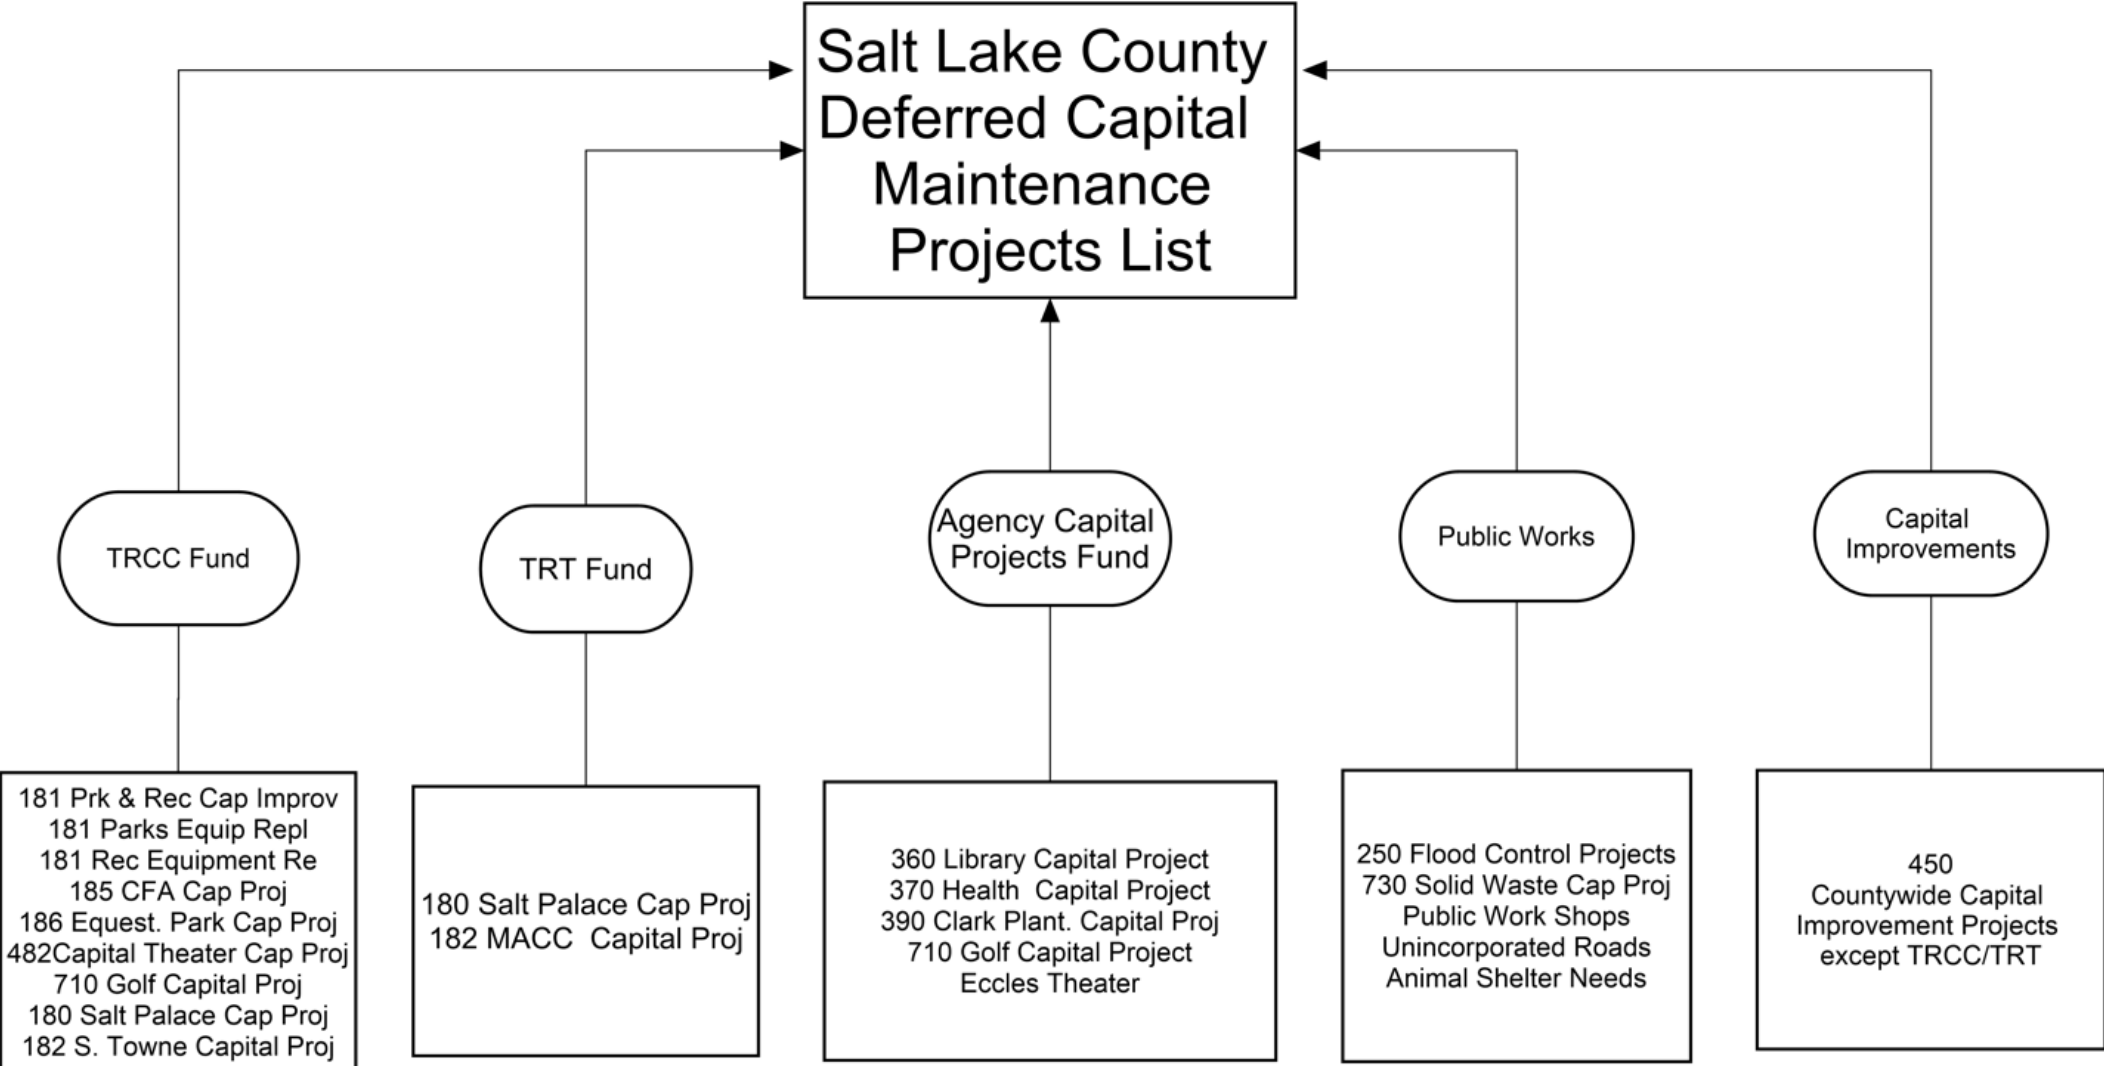 Salt Lake County
Deferred Capital
Maintenance
Projects List
TRCC Fund
TRT Fund
Agency Capital
Projects Fund
Public Works
Capital
Improvements
181 Prk & Rec Cap Improv
181 Parks Equip Repl
181 Rec Equipment Re
185 CFA Cap Proj
186 Equest. Park Cap Proj
482Capital Theater Cap Proj
710 Golf Capital Proj
180 Salt Palace Cap Proj
182 S. Towne Capital Proj
180 Salt Palace Cap Proj
182 MACC  Capital Proj
360 Library Capital Project
370 Health  Capital Project
390 Clark Plant. Capital Proj
710 Golf Capital Project
Eccles Theater
250 Flood Control Projects
730 Solid Waste Cap Proj
Public Work Shops
Unincorporated Roads
Animal Shelter Needs
450
Countywide Capital
Improvement Projects
except TRCC/TRT